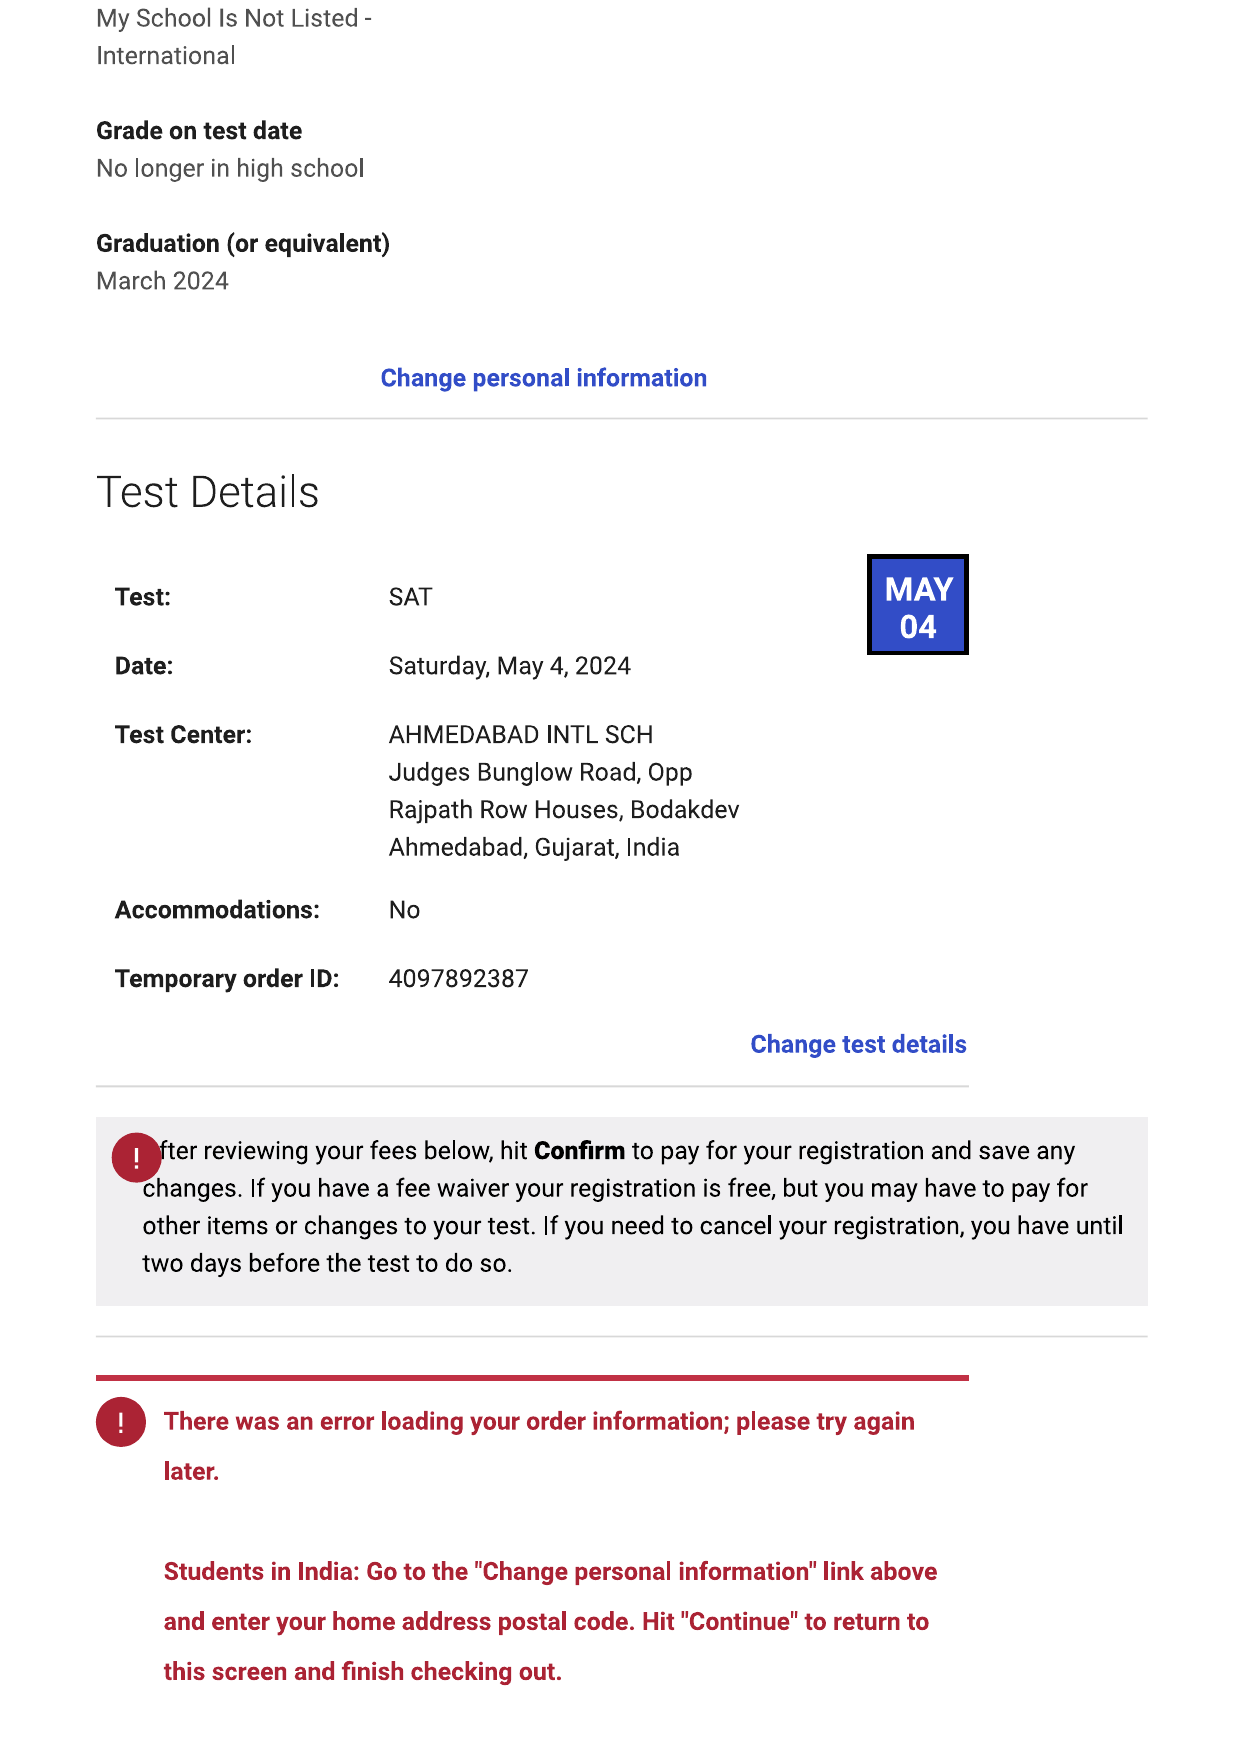 My School Is Not Listed -
International
Grade on test date
No longer in high school
Graduation (or equivalent)
March 2024
Change personal information
Test Details
MAY
04
Test: SAT
Date: Saturday, May 4, 2024
Test Center: AHMEDABAD INTL SCH
Judges Bunglow Road, Opp
Rajpath Row Houses, Bodakdev
Ahmedabad, Gujarat, India
Accommodations: No
Temporary order ID: 4097892387
Change test details
! fter reviewing your fees below, hit Confirm to pay for your registration and save any
changes. If you have a fee waiver your registration is free, but you may have to pay for
other items or changes to your test. If you need to cancel your registration, you have until
two days before the test to do so.
! There was an error loading your order information; please try again
later.
Students in India: Go to the "Change personal information" link above
and enter your home address postal code. Hit "Continue" to return to
this screen and finish checking out.